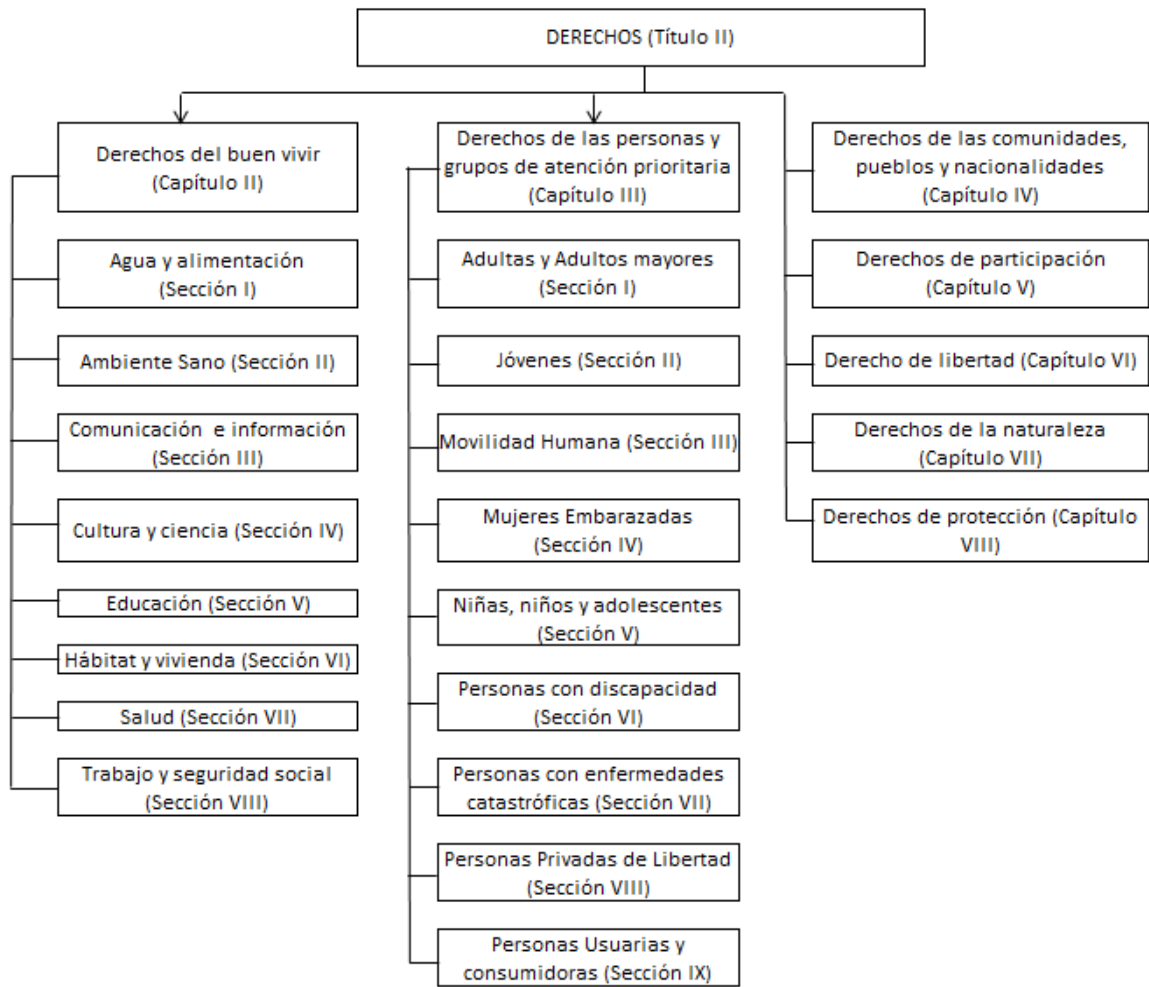 DERECHOS (Título II)
Derechos del buen vivir
(Capítulo II)
Agua y alimentación
(Sección I)
Ambiente Sano (Sección II)
Comunicación e información
(Sección III)
Cultura y ciencia (Sección IV)
Educación (Sección V)
Hábitat y vivienda (Sección VI)
Salud (Sección VII)
Trabajo y seguridad social
(Sección VIII)
Derechos de las personas y
grupos de atención prioritaria
(Capítulo III)
Adultas y Adultos mayores
(Sección I)
Jóvenes (Sección II)
Movilidad Humana (Sección III)
Mujeres Embarazadas
(Sección IV)
Niñas, niños y adolescentes
(Sección V)
Personas con discapacidad
(Sección VI)
Personas con enfermedades
catastróficas (Sección VII)
Personas Privadas de Libertad
(Sección VIII)
Personas Usuarias y
consumidoras (Sección IX)
Derechos de las comunidades,
pueblos y nacionalidades
(Capítulo IV)
Derechos de participación
(Capítulo V)
Derecho de libertad (Capítulo VI)
Derechos de la naturaleza
(Capítulo VII)
Derechos de protección (Capítulo
VIII)